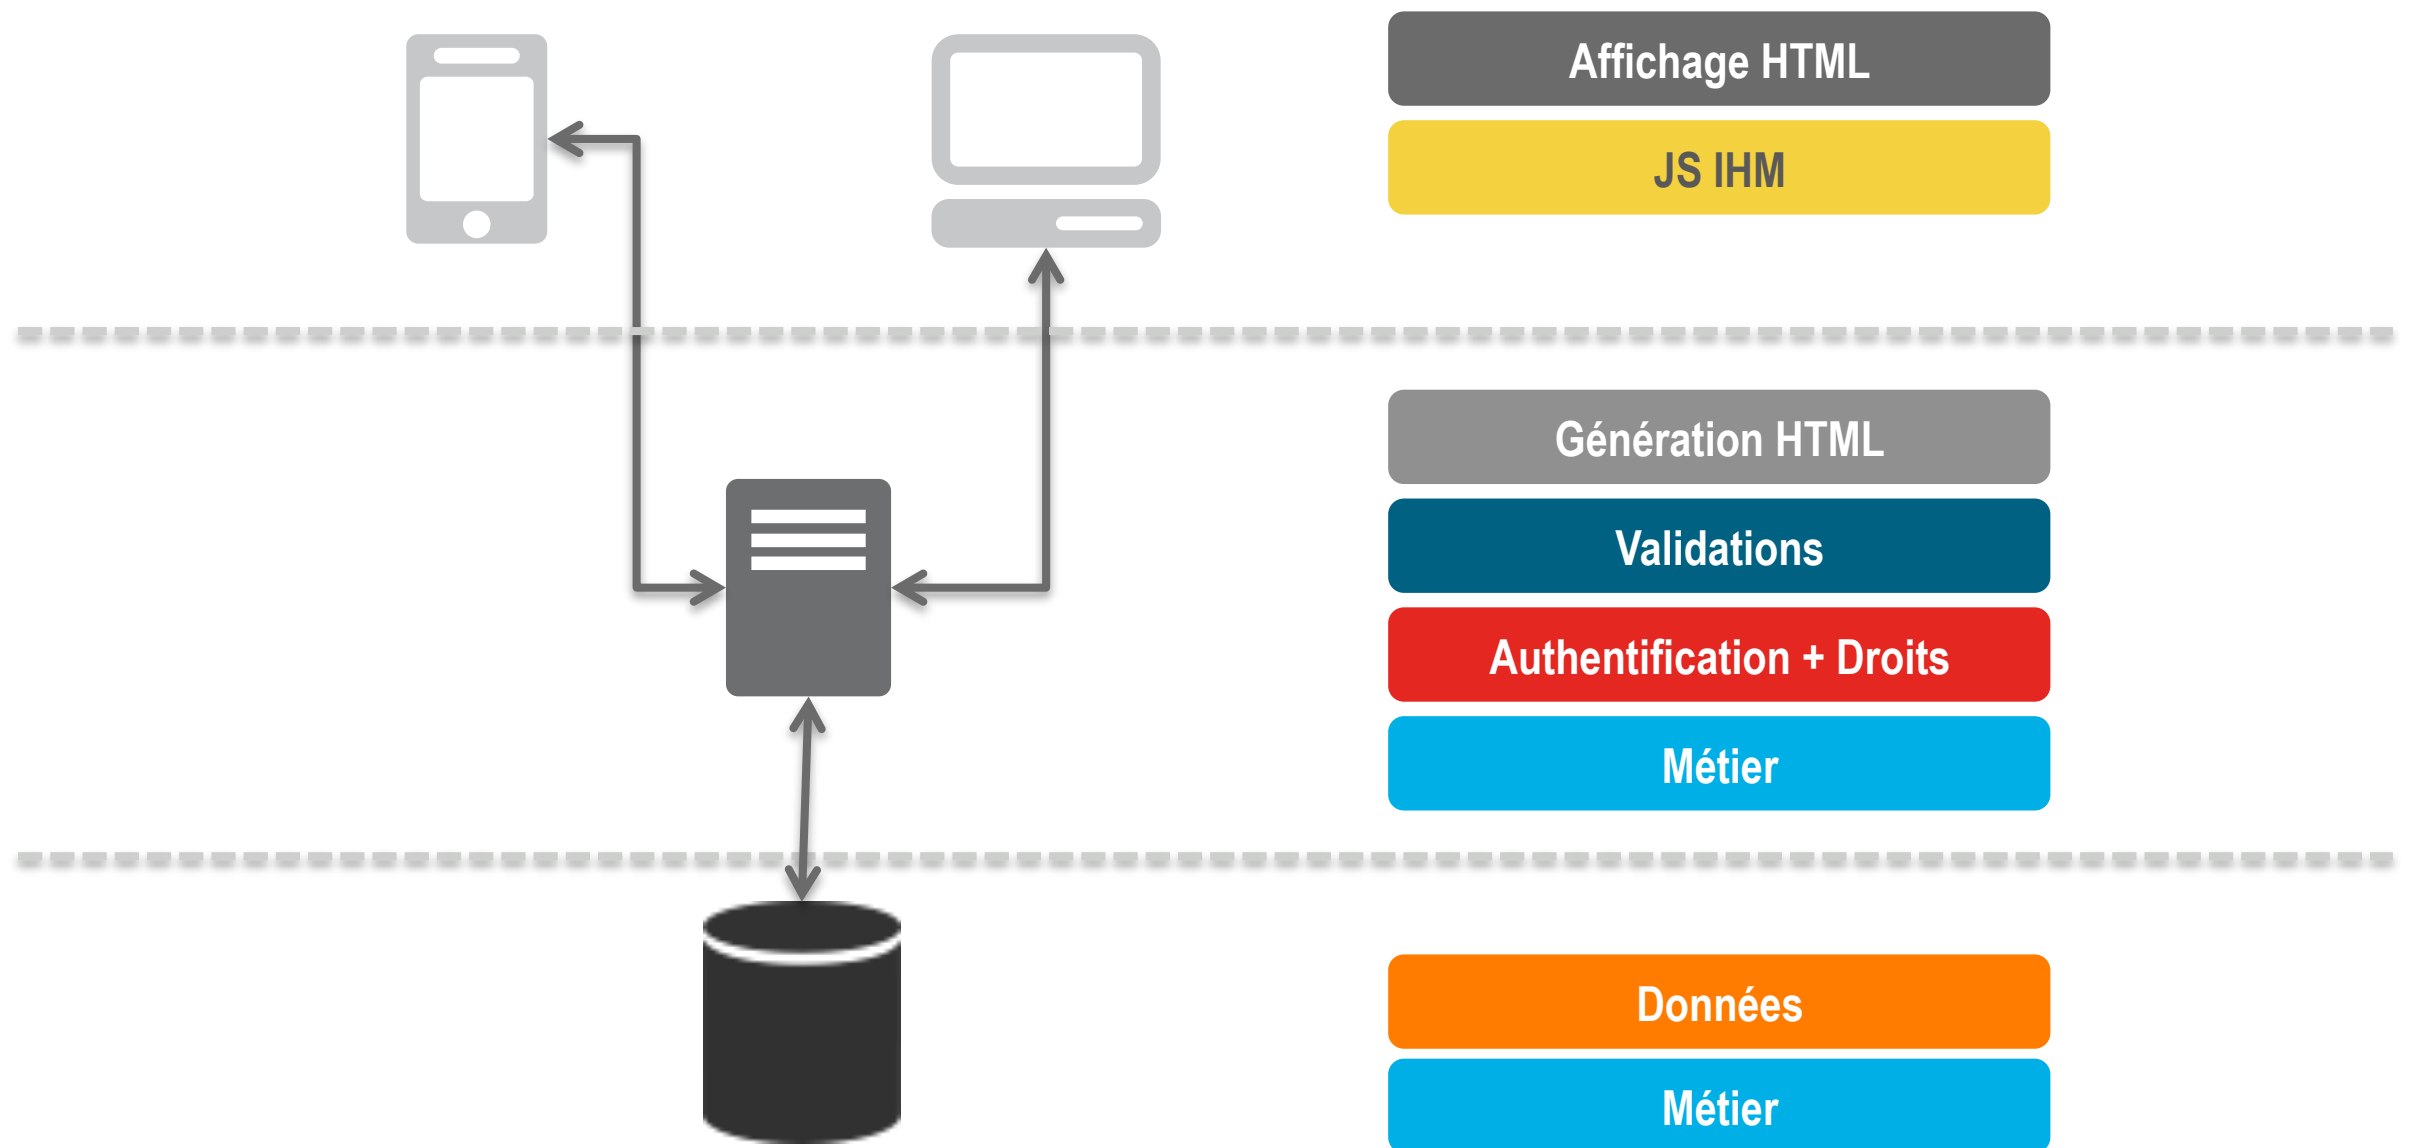 Affichage HTML
JS IHM
Génération HTML
Validations
Authentification + Droits
Métier
Données
Métier